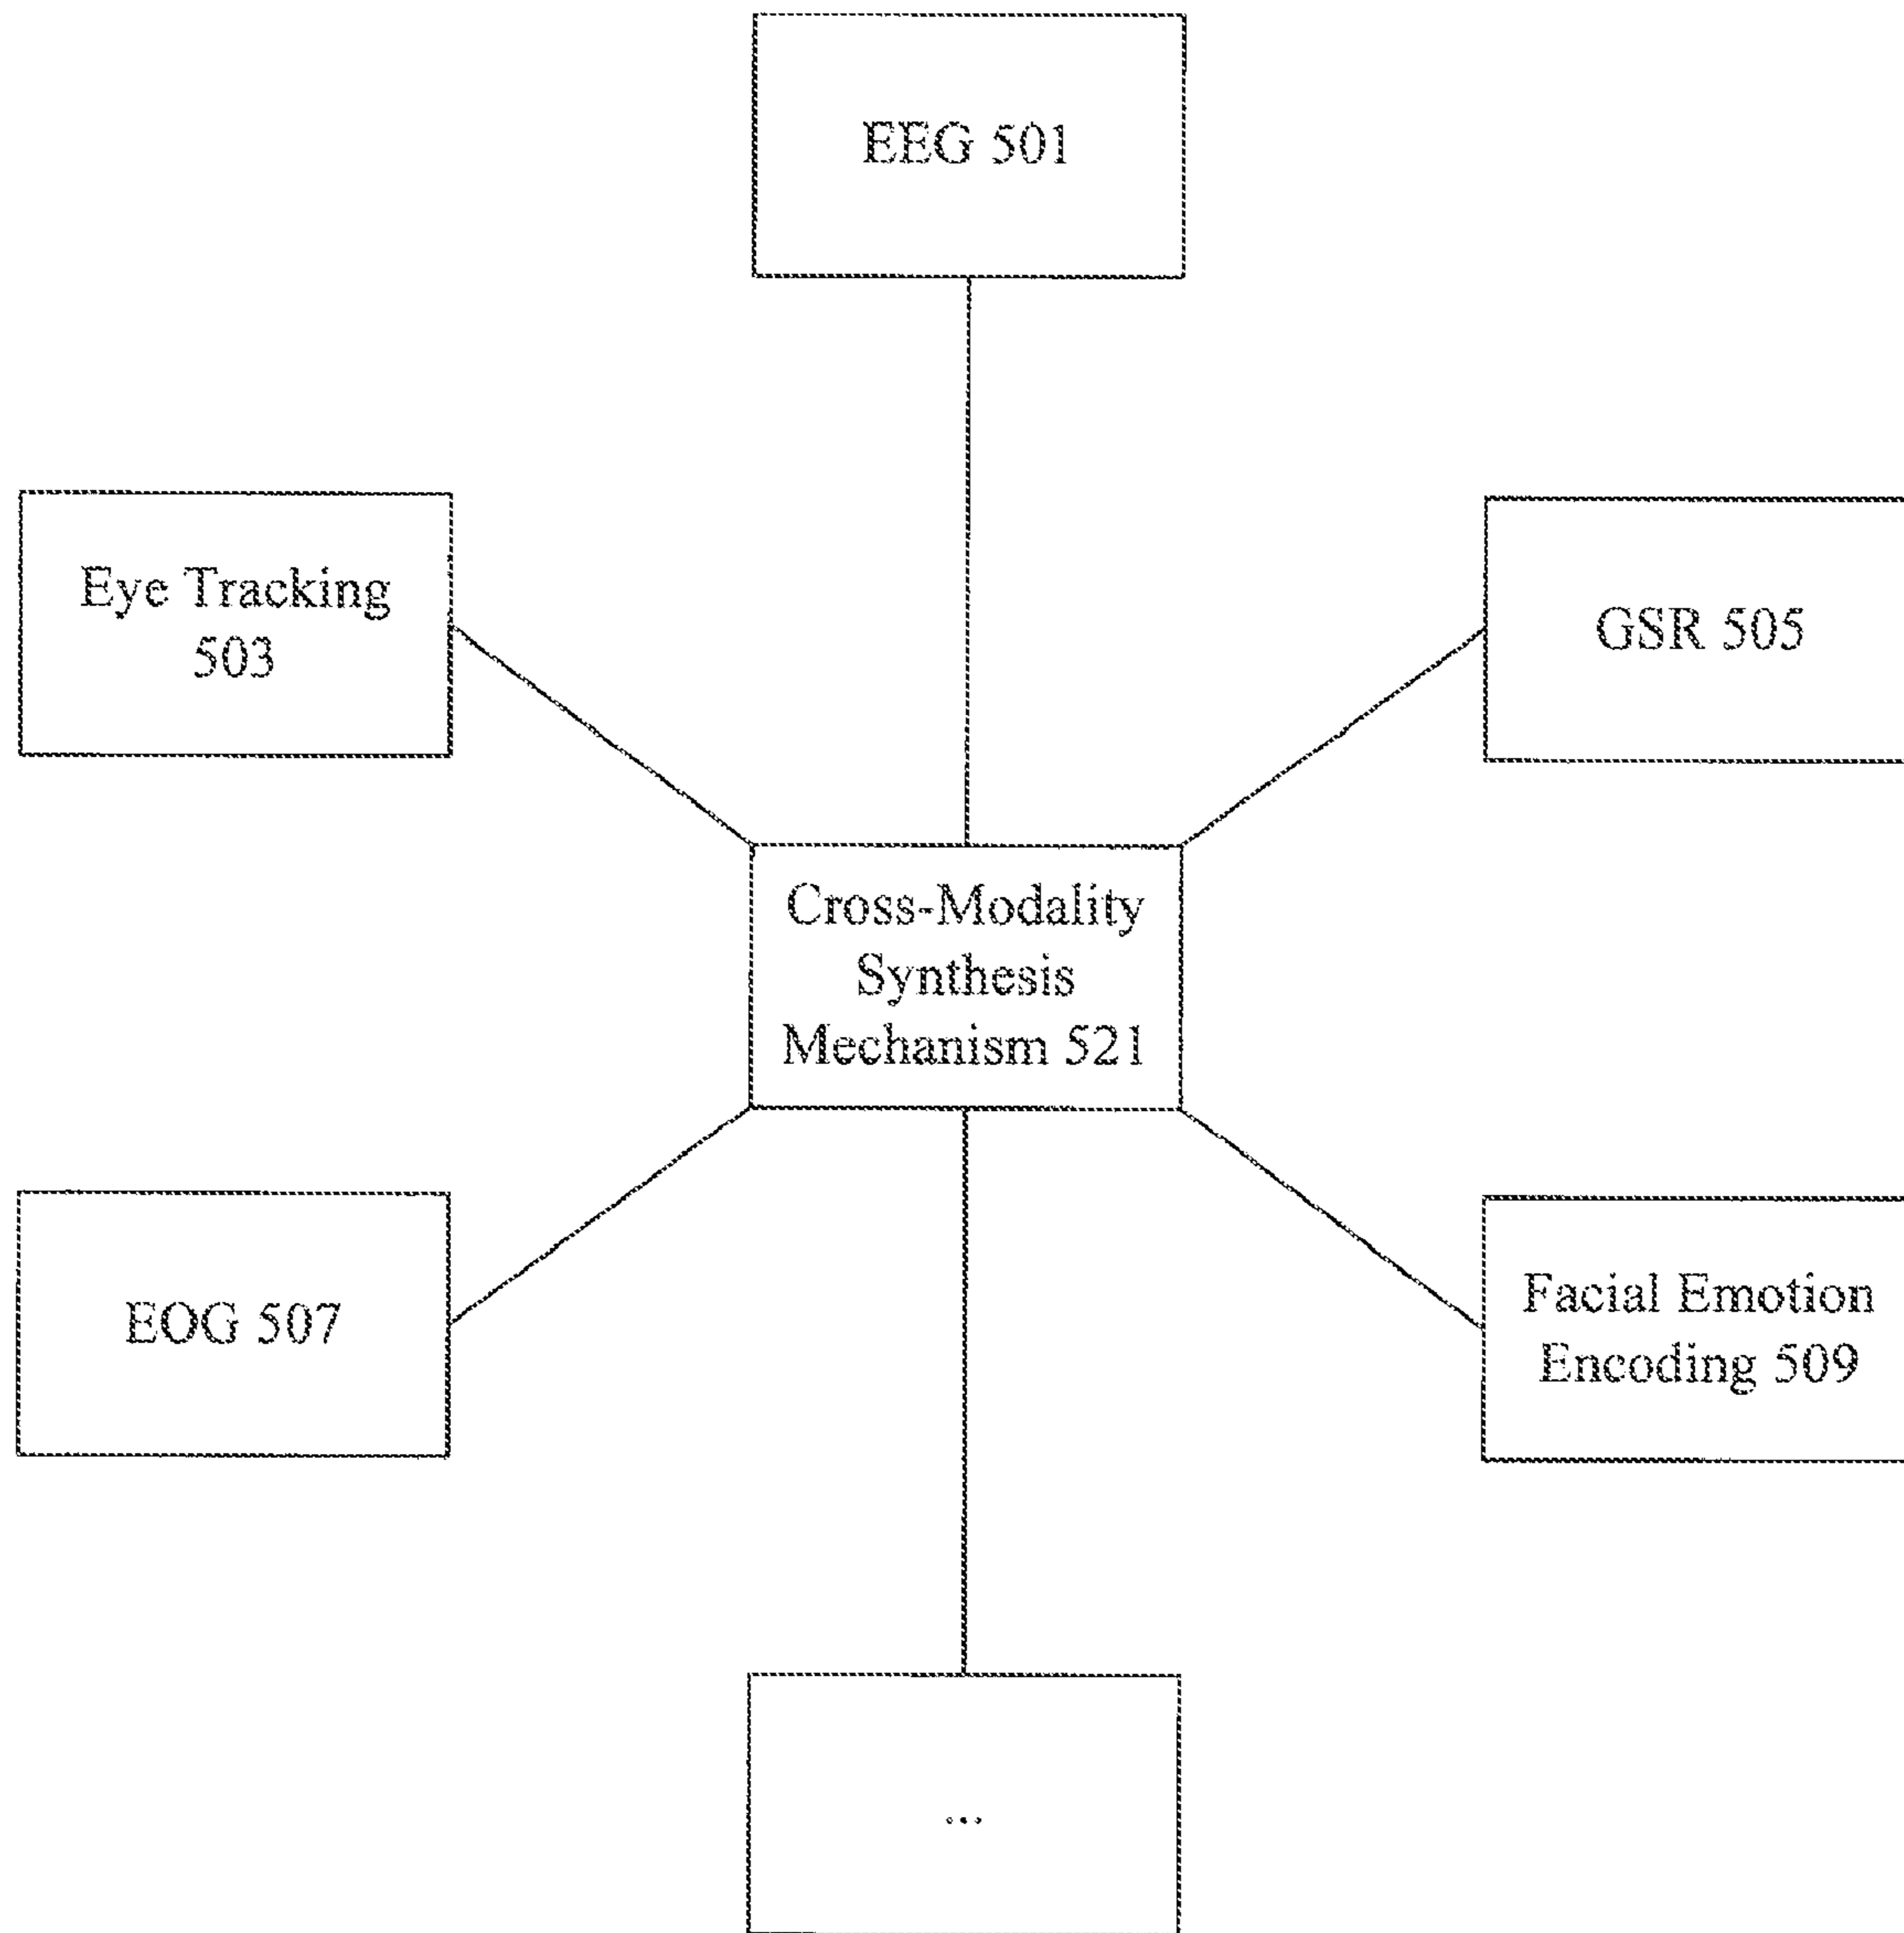 EEG 501
Eye Tracking
503
GSR 505
Cross-Modality
Synthesis
Mechanism 521
EOG 507
Facial Emotion
Encoding 509
...